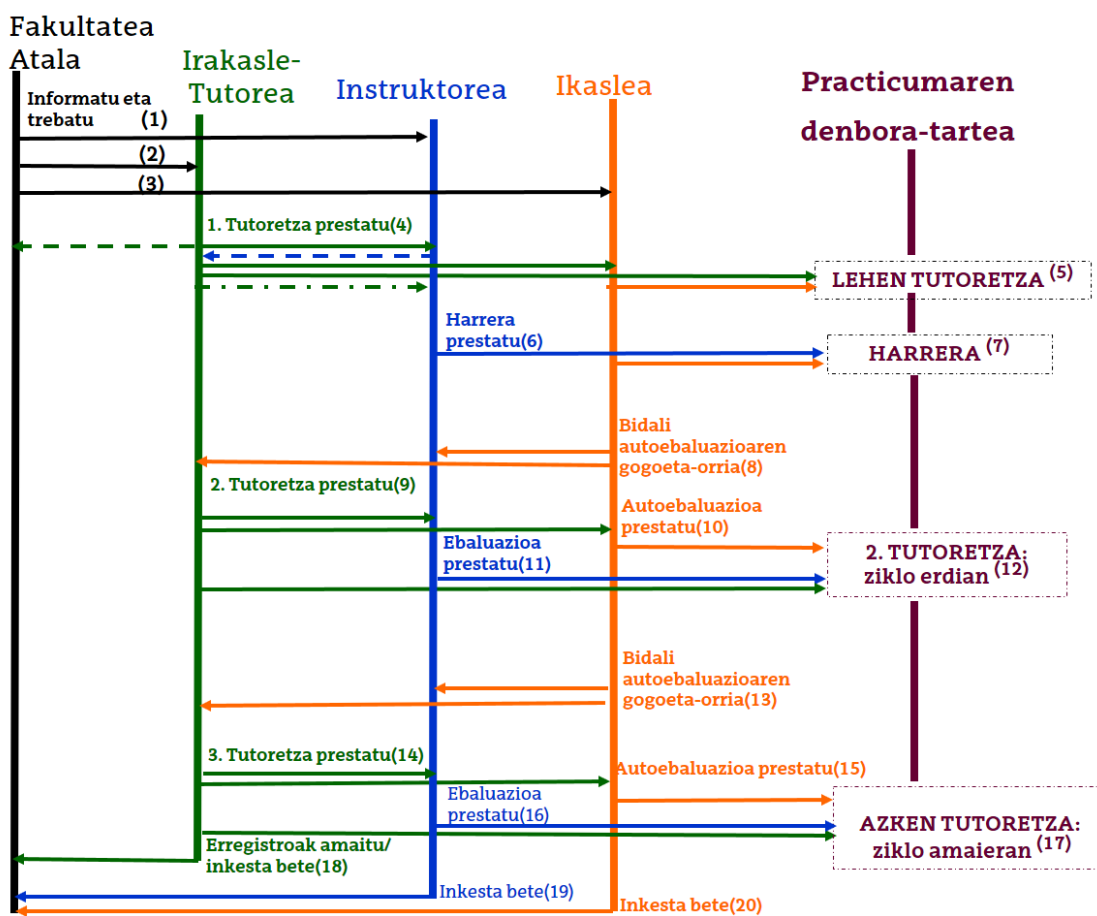 Fakultatea
Atala
Irakasle-
Tutorea
Instruktorea
Ikaslea
Practicumaren
denbora-tartea
Informatu eta
trebatu (1)
(2)
(3)
1. Tutoretza prestatu(4)
LEHEN TUTORETZA (5)
Harrera
prestatu(6)
HARRERA (7)
Bidali
autoebaluazioaren
gogoeta-orria(8)
2. Tutoretza prestatu(9)
Autoebaluazioa
prestatu(10)
Ebaluazioa
prestatu(11)
2. TUTORETZA:
ziklo erdian (12)
Bidali
autoebaluazioaren
gogoeta-orria(13)
3. Tutoretza prestatu(14)
Autoebaluazioa prestatu(15)
Ebaluazioa
prestatu(16)
AZKEN TUTORETZA:
ziklo amaieran (17)
Erregistroak amaitu/
inkesta bete(18)
Inkesta bete(19)
Inkesta bete(20)